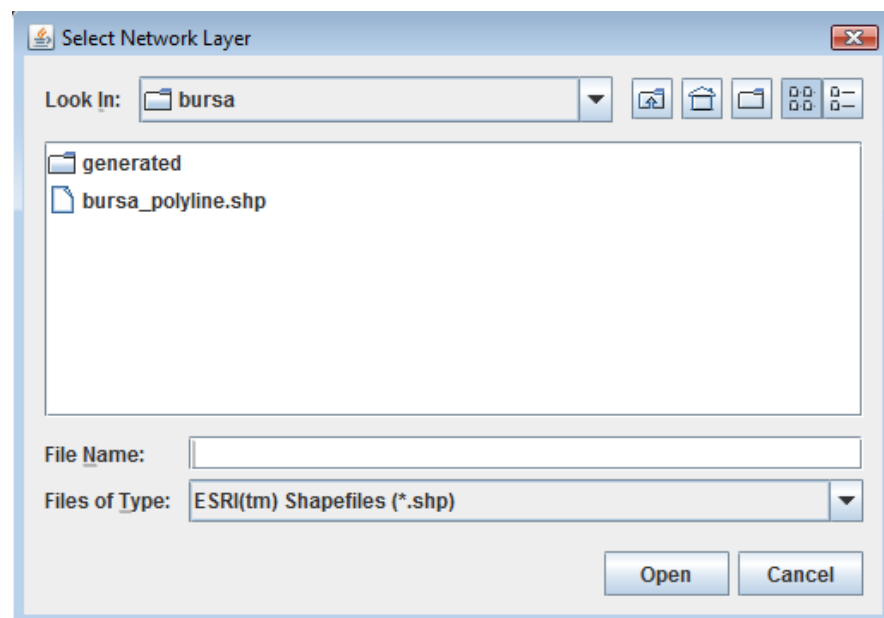 Select Network Layer
Look In: bursa
generated
bursa_polyline.shp
File Name:
Files of Type: ESRI(tm) Shapefiles (*.shp)
Open Cancel